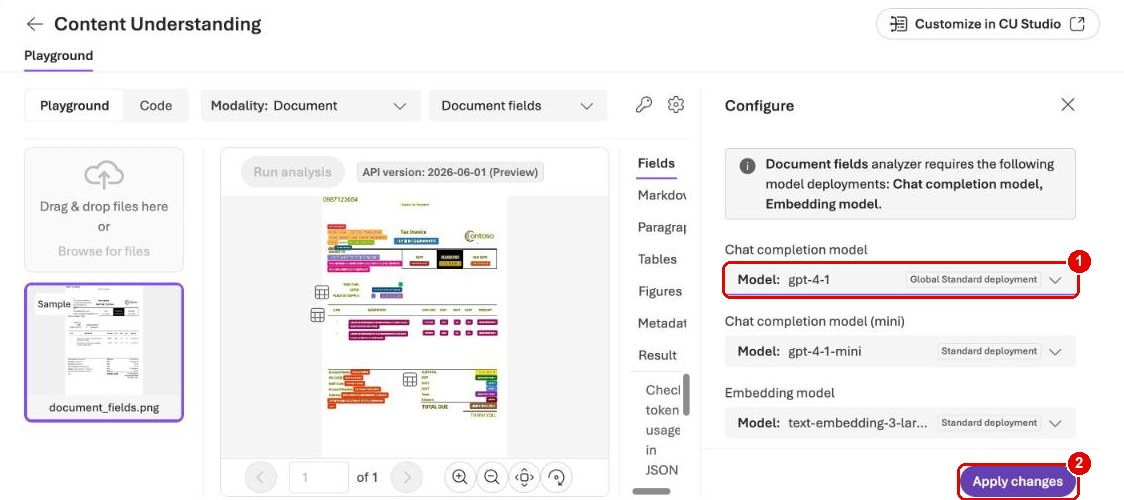 Content Understanding
Customize in CU Studio
Playground
Playground
Code
Modality: Document
Document fields
Configure
Drag & drop files here
or
Browse for files
Sample
document_fields.png
Run analysis
API version: 2026-06-01 (Preview)
0987123654
Tax Invoice
Contoso
TOTAL DUE
THANK YOU
1
of 1
Fields
Markdov
Paragrap
Tables
Figures
Metadat
Result
Check
token
usage
in
JSON
Document fields analyzer requires the following
model deployments: Chat completion model,
Embedding model.
Chat completion model
1
Model: gpt-4-1
Global Standard deployment
Chat completion model (mini)
Model: gpt-4-1-mini
Standard deployment
Embedding model
Model: text-embedding-3-lar...
Standard deployment
2
Apply changes